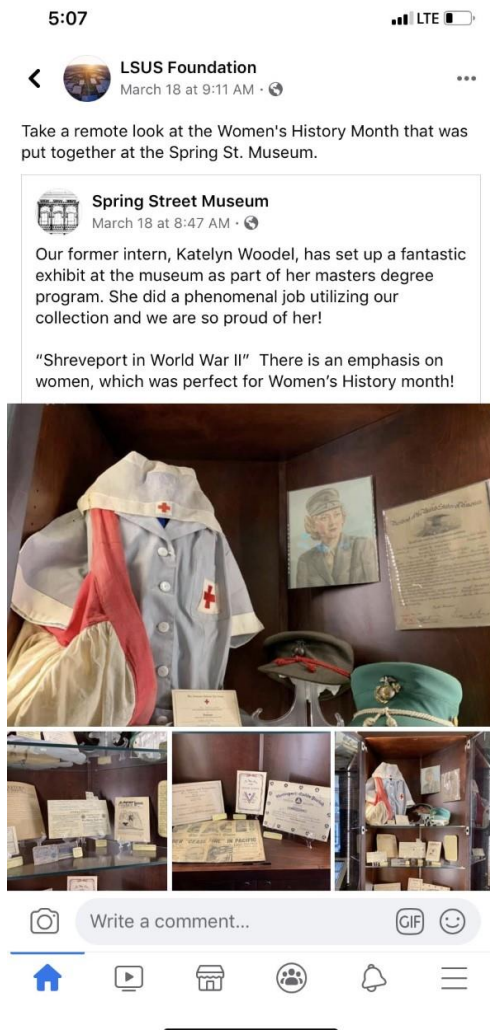 5:07
LTE
LSUS Foundation
March 18 at 9:11 AM ·
Take a remote look at the Women's History Month that was
put together at the Spring St. Museum.
Spring Street Museum
March 18 at 8:47 AM ·
Our former intern, Katelyn Woodel, has set up a fantastic
exhibit at the museum as part of her masters degree
program. She did a phenomenal job utilizing our
collection and we are so proud of her!
“Shreveport in World War II”  There is an emphasis on
women, which was perfect for Women’s History month!
Write a comment...
GIF